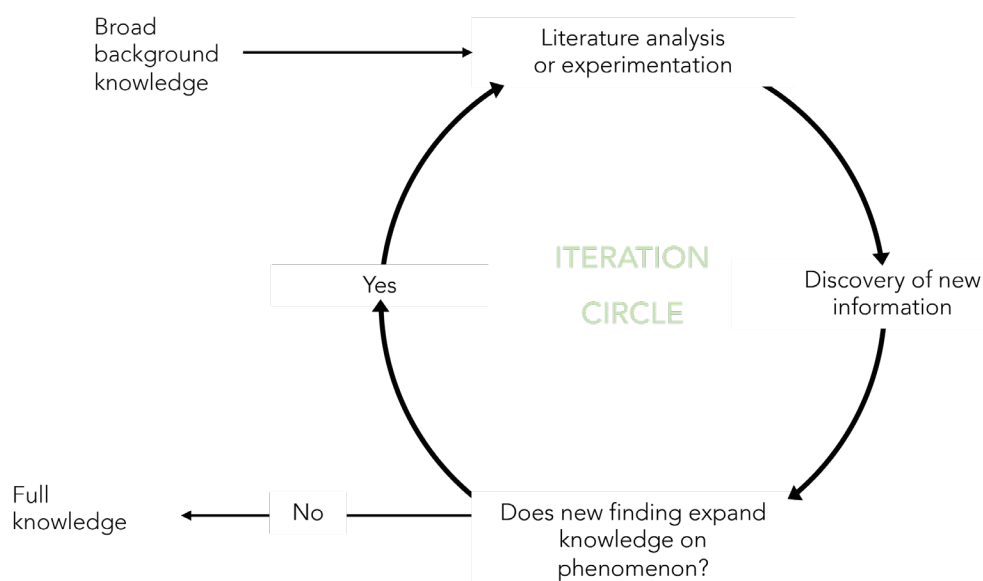 Broad
background
knowledge
Literature analysis
or experimentation
ITERATION
CIRCLE
Yes
Discovery of new
information
Full
knowledge
No
Does new finding expand
knowledge on
phenomenon?